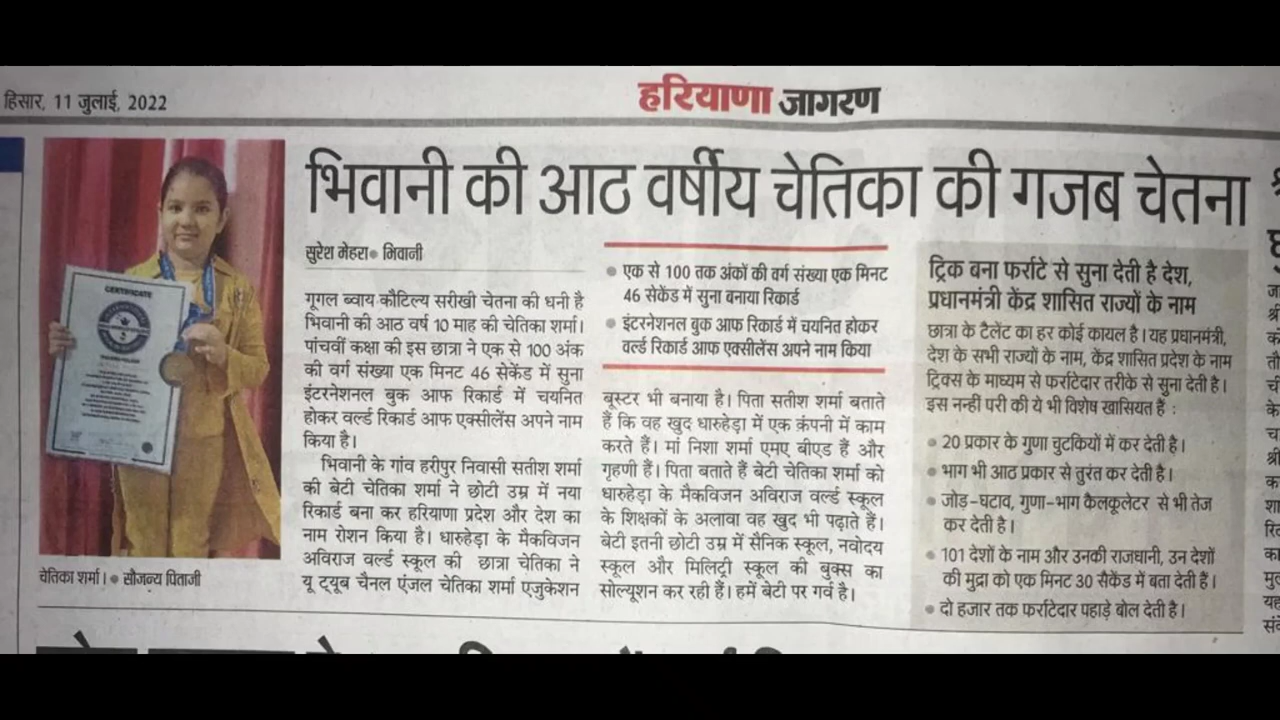 हिसार, 11 जुलाई, 2022
हरियाणा जागरण
भिवानी की आठ वर्षीय चेतिका की गजब चेतना
सुरेश मेहरा● भिवानी
गूगल ब्वाय कौटिल्य सरीखी चेतना की धनी है
भिवानी की आठ वर्ष 10 माह की चेतिका शर्मा।
पांचवीं कक्षा की इस छात्रा ने एक से 100 अंक
की वर्ग संख्या एक मिनट 46 सेकेंड में सुना
इंटरनेशनल बुक आफ रिकार्ड में चयनित
होकर वर्ल्ड रिकार्ड आफ एक्सीलेंस अपने नाम
किया है।
भिवानी के गांव हरीपुर निवासी सतीश शर्मा
की बेटी चेतिका शर्मा ने छोटी उम्र में नया
रिकार्ड बना कर हरियाणा प्रदेश और देश का
नाम रोशन किया है। धारुहेड़ा के मैकविजन
अविराज वर्ल्ड स्कूल की छात्रा चेतिका ने
यू ट्यूब चैनल एंजल चेतिका शर्मा एजुकेशन
● एक से 100 तक अंकों की वर्ग संख्या एक मिनट
46 सेकेंड में सुना बनाया रिकार्ड
● इंटरनेशनल बुक आफ रिकार्ड में चयनित होकर
वर्ल्ड रिकार्ड आफ एक्सीलेंस अपने नाम किया
बूस्टर भी बनाया है। पिता सतीश शर्मा बताते
हैं कि वह खुद धारुहेड़ा में एक कंपनी में काम
करते हैं। मां निशा शर्मा एमए बीएड हैं और
गृहणी हैं। पिता बताते हैं बेटी चेतिका शर्मा को
धारुहेड़ा के मैकविजन अविराज वर्ल्ड स्कूल
के शिक्षकों के अलावा वह खुद भी पढ़ाते हैं।
बेटी इतनी छोटी उम्र में सैनिक स्कूल, नवोदय
स्कूल और मिलिट्री स्कूल की बुक्स का
सोल्यूशन कर रही हैं। हमें बेटी पर गर्व है।
ट्रिक बना फर्राटे से सुना देती है देश,
प्रधानमंत्री केंद्र शासित राज्यों के नाम
छात्रा के टैलेंट का हर कोई कायल है। यह प्रधानमंत्री,
देश के सभी राज्यों के नाम, केंद्र शासित प्रदेश के नाम
ट्रिक्स के माध्यम से फर्राटेदार तरीके से सुना देती है।
इस नन्हीं परी की ये भी विशेष खासियत हैं :
● 20 प्रकार के गुणा चुटकियों में कर देती है।
● भाग भी आठ प्रकार से तुरंत कर देती है।
● जोड़-घटाव, गुणा-भाग कैलकूलेटर से भी तेज
कर देती है।
● 101 देशों के नाम और उनकी राजधानी, उन देशों
की मुद्रा को एक मिनट 30 सैकेंड में बता देती हैं।
● दो हजार तक फर्राटेदार पहाड़े बोल देती है।
CERTIFICATE
चेतिका शर्मा। ● सौजन्य पिताजी